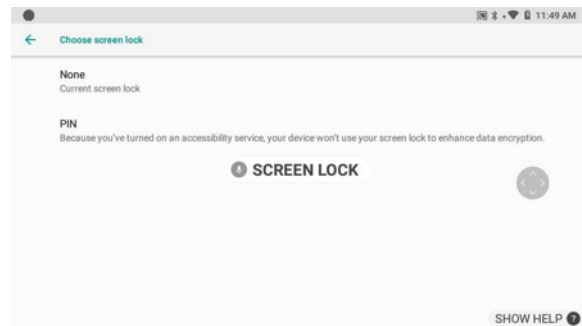 11:49 AM
Choose screen lock
None
Current screen lock
PIN
Because you've turned on an accessibility service, your device won't use your screen lock to enhance data encryption.
SCREEN LOCK
SHOW HELP ?